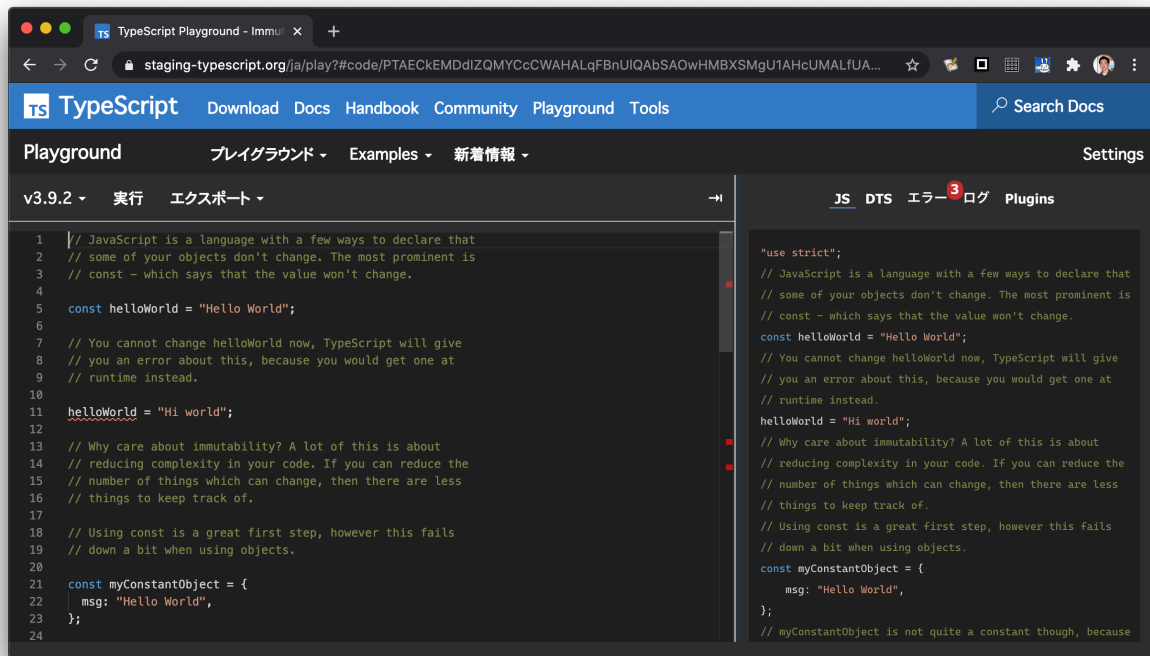 TS TypeScript Playground - Immut
staging-typescript.org/ja/play?#code/PTAECkEMDdIZQMYCcCWAHALqFBnUIQAbSAOwHMBXSMgU1AHcUMALfUA...
TS TypeScript Download Docs Handbook Community Playground Tools Search Docs
Playground プレイグラウンド Examples 新着情報 Settings
v3.9.2 実行 エクスポート
JS DTS エラー 3 ログ Plugins
1 // JavaScript is a language with a few ways to declare that
2 // some of your objects don't change. The most prominent is
3 // const – which says that the value won't change.
4
5 const helloWorld = "Hello World";
6
7 // You cannot change helloWorld now, TypeScript will give
8 // you an error about this, because you would get one at
9 // runtime instead.
10
11 helloWorld = "Hi world";
12
13 // Why care about immutability? A lot of this is about
14 // reducing complexity in your code. If you can reduce the
15 // number of things which can change, then there are less
16 // things to keep track of.
17
18 // Using const is a great first step, however this fails
19 // down a bit when using objects.
20
21 const myConstantObject = {
22 msg: "Hello World",
23 };
24
"use strict";
// JavaScript is a language with a few ways to declare that
// some of your objects don't change. The most prominent is
// const – which says that the value won't change.
const helloWorld = "Hello World";
// You cannot change helloWorld now, TypeScript will give
// you an error about this, because you would get one at
// runtime instead.
helloWorld = "Hi world";
// Why care about immutability? A lot of this is about
// reducing complexity in your code. If you can reduce the
// number of things which can change, then there are less
// things to keep track of.
// Using const is a great first step, however this fails
// down a bit when using objects.
const myConstantObject = {
msg: "Hello World",
};
// myConstantObject is not quite a constant though, because